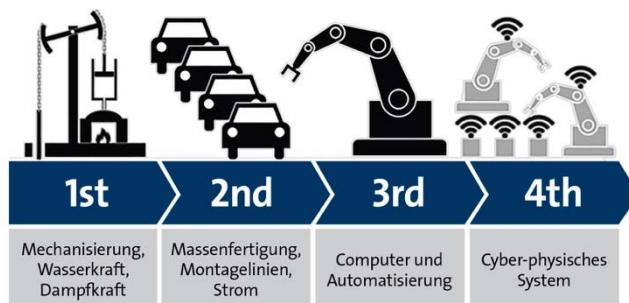 1st
2nd
3rd
4th
Mechanisierung,
Wasserkraft,
Dampfkraft
Massenfertigung,
Montagelinien,
Strom
Computer und
Automatisierung
Cyber-physisches
System